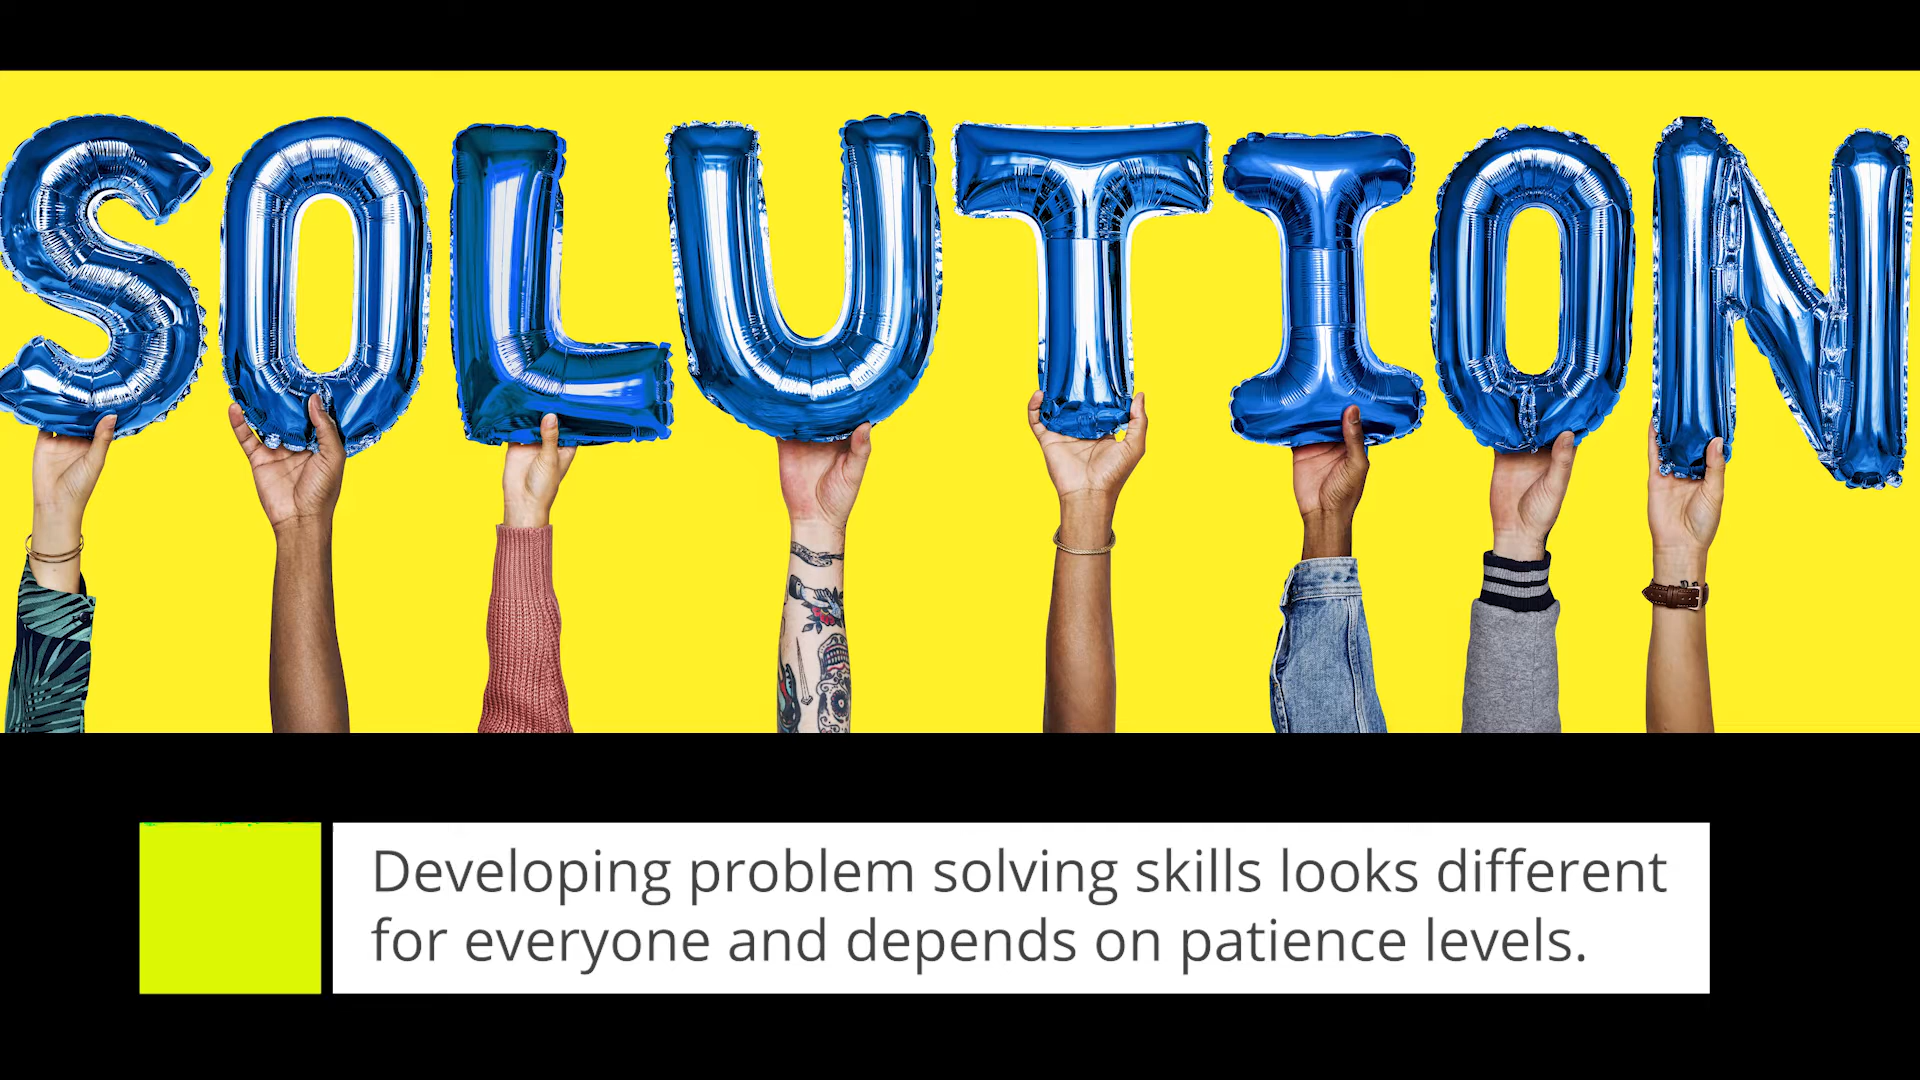 SOLUTION
Developing problem solving skills looks different
for everyone and depends on patience levels.